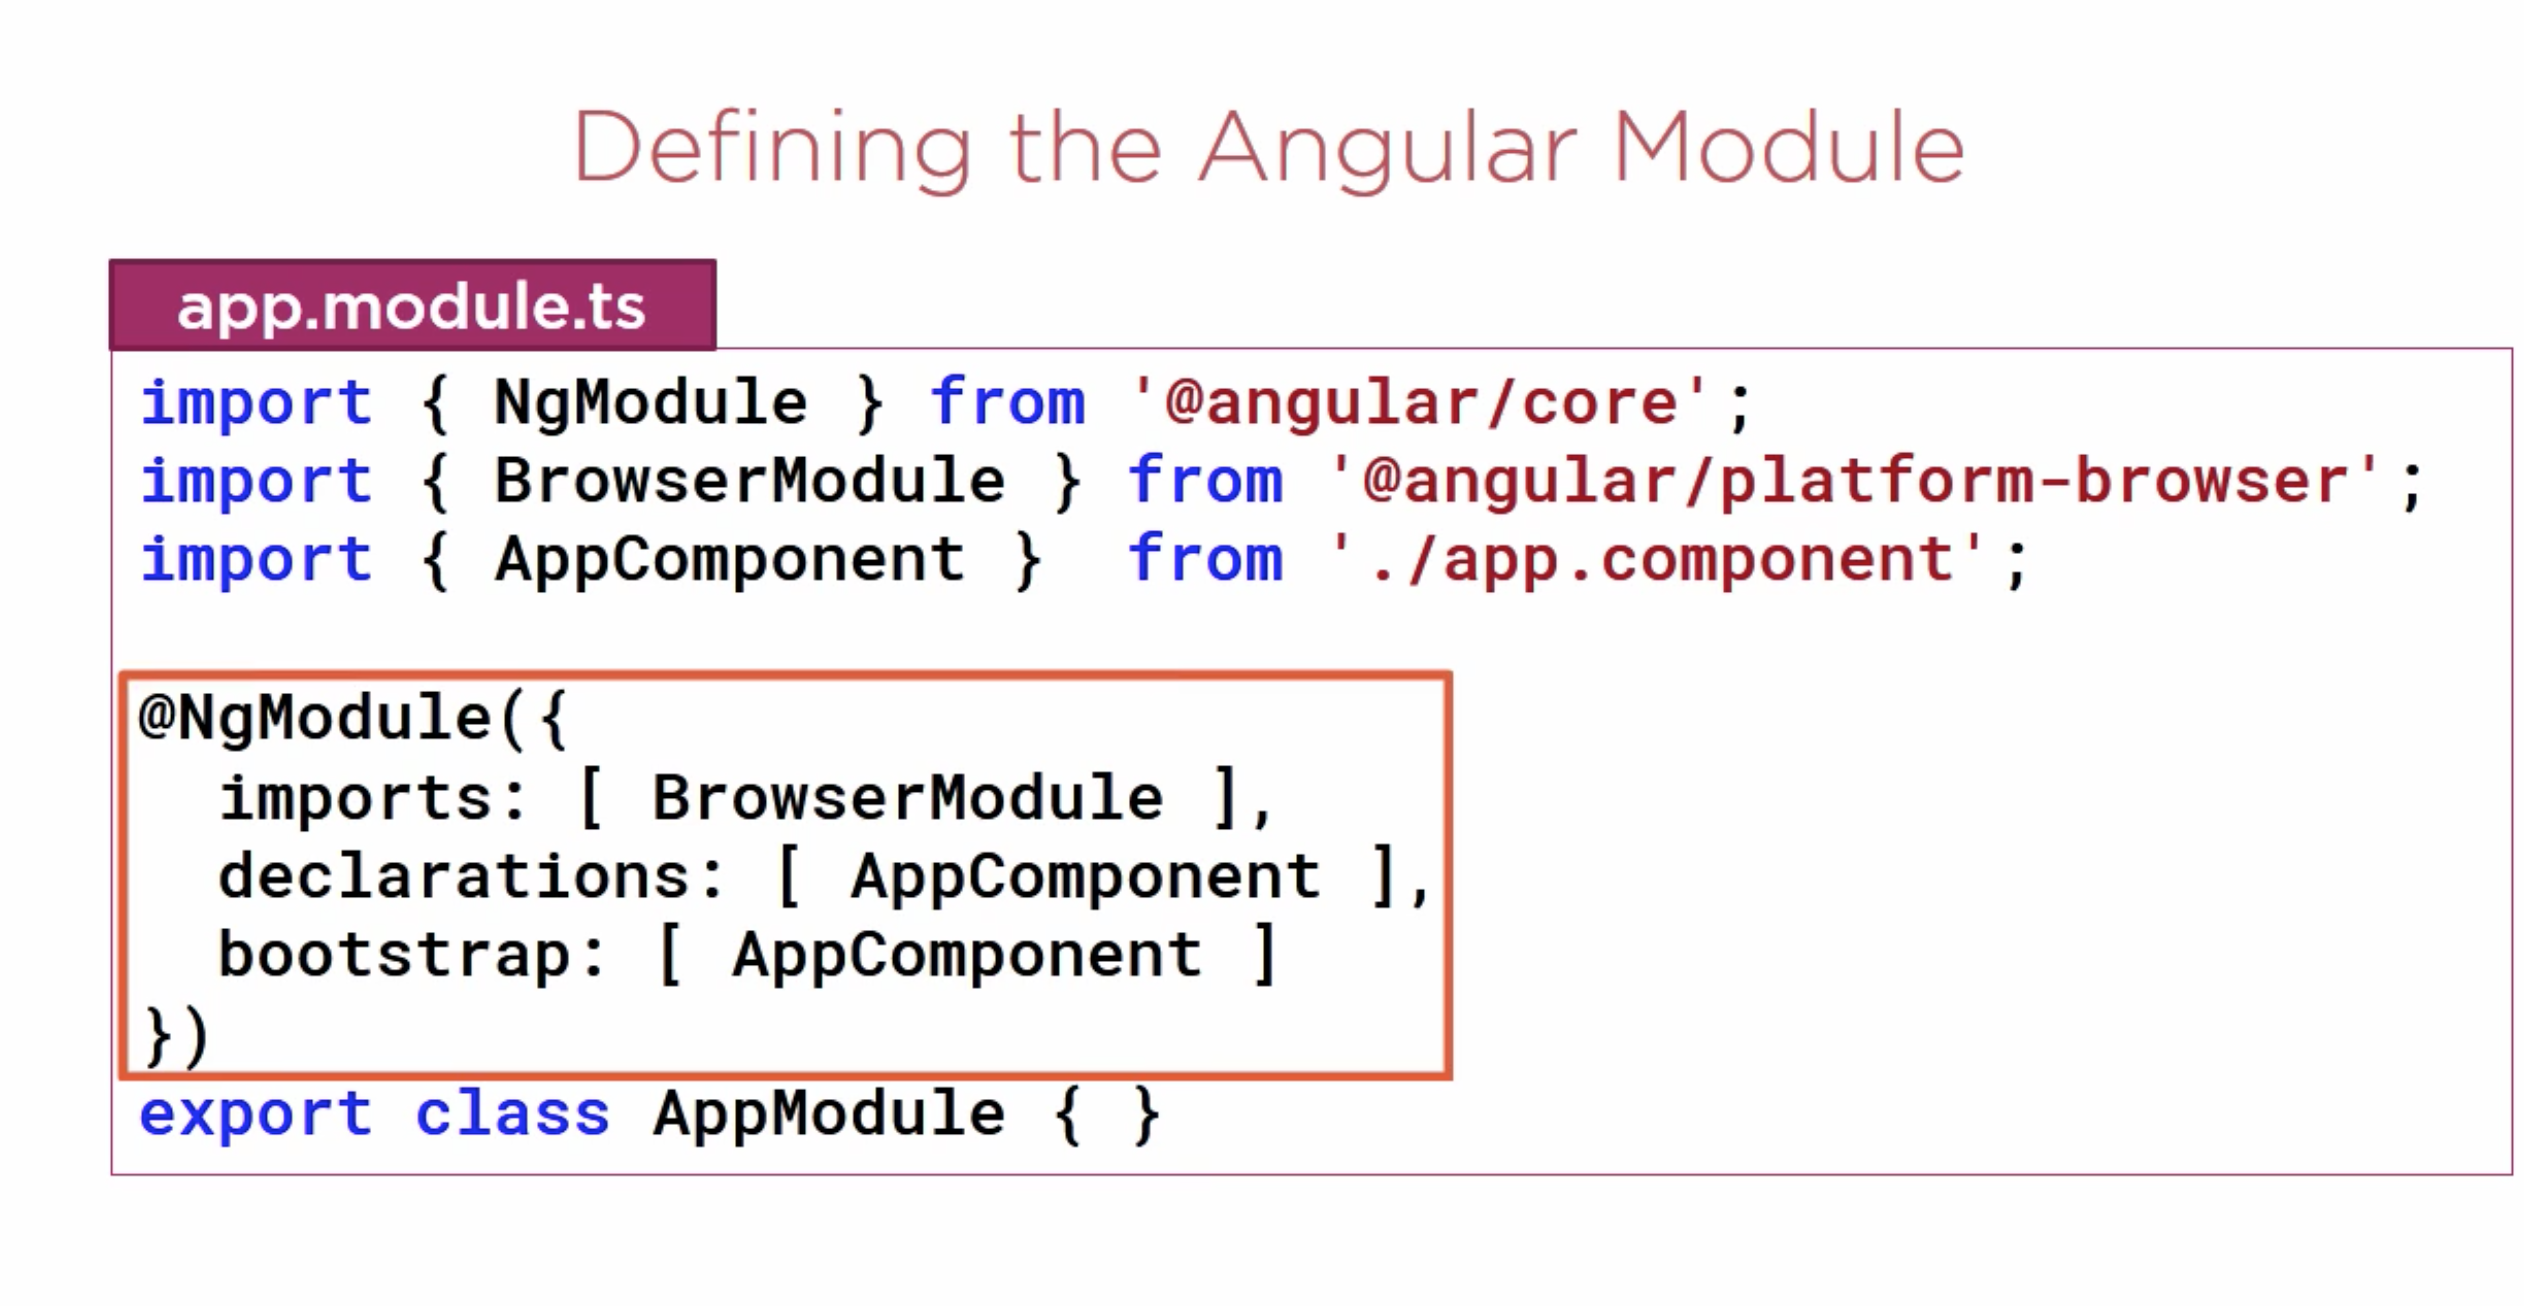 Defining the Angular Module
app.module.ts
import { NgModule } from '@angular/core';
import { BrowserModule } from '@angular/platform-browser';
import { AppComponent }  from './app.component';
@NgModule({
  imports: [ BrowserModule ],
  declarations: [ AppComponent ],
  bootstrap: [ AppComponent ]
})
export class AppModule { }